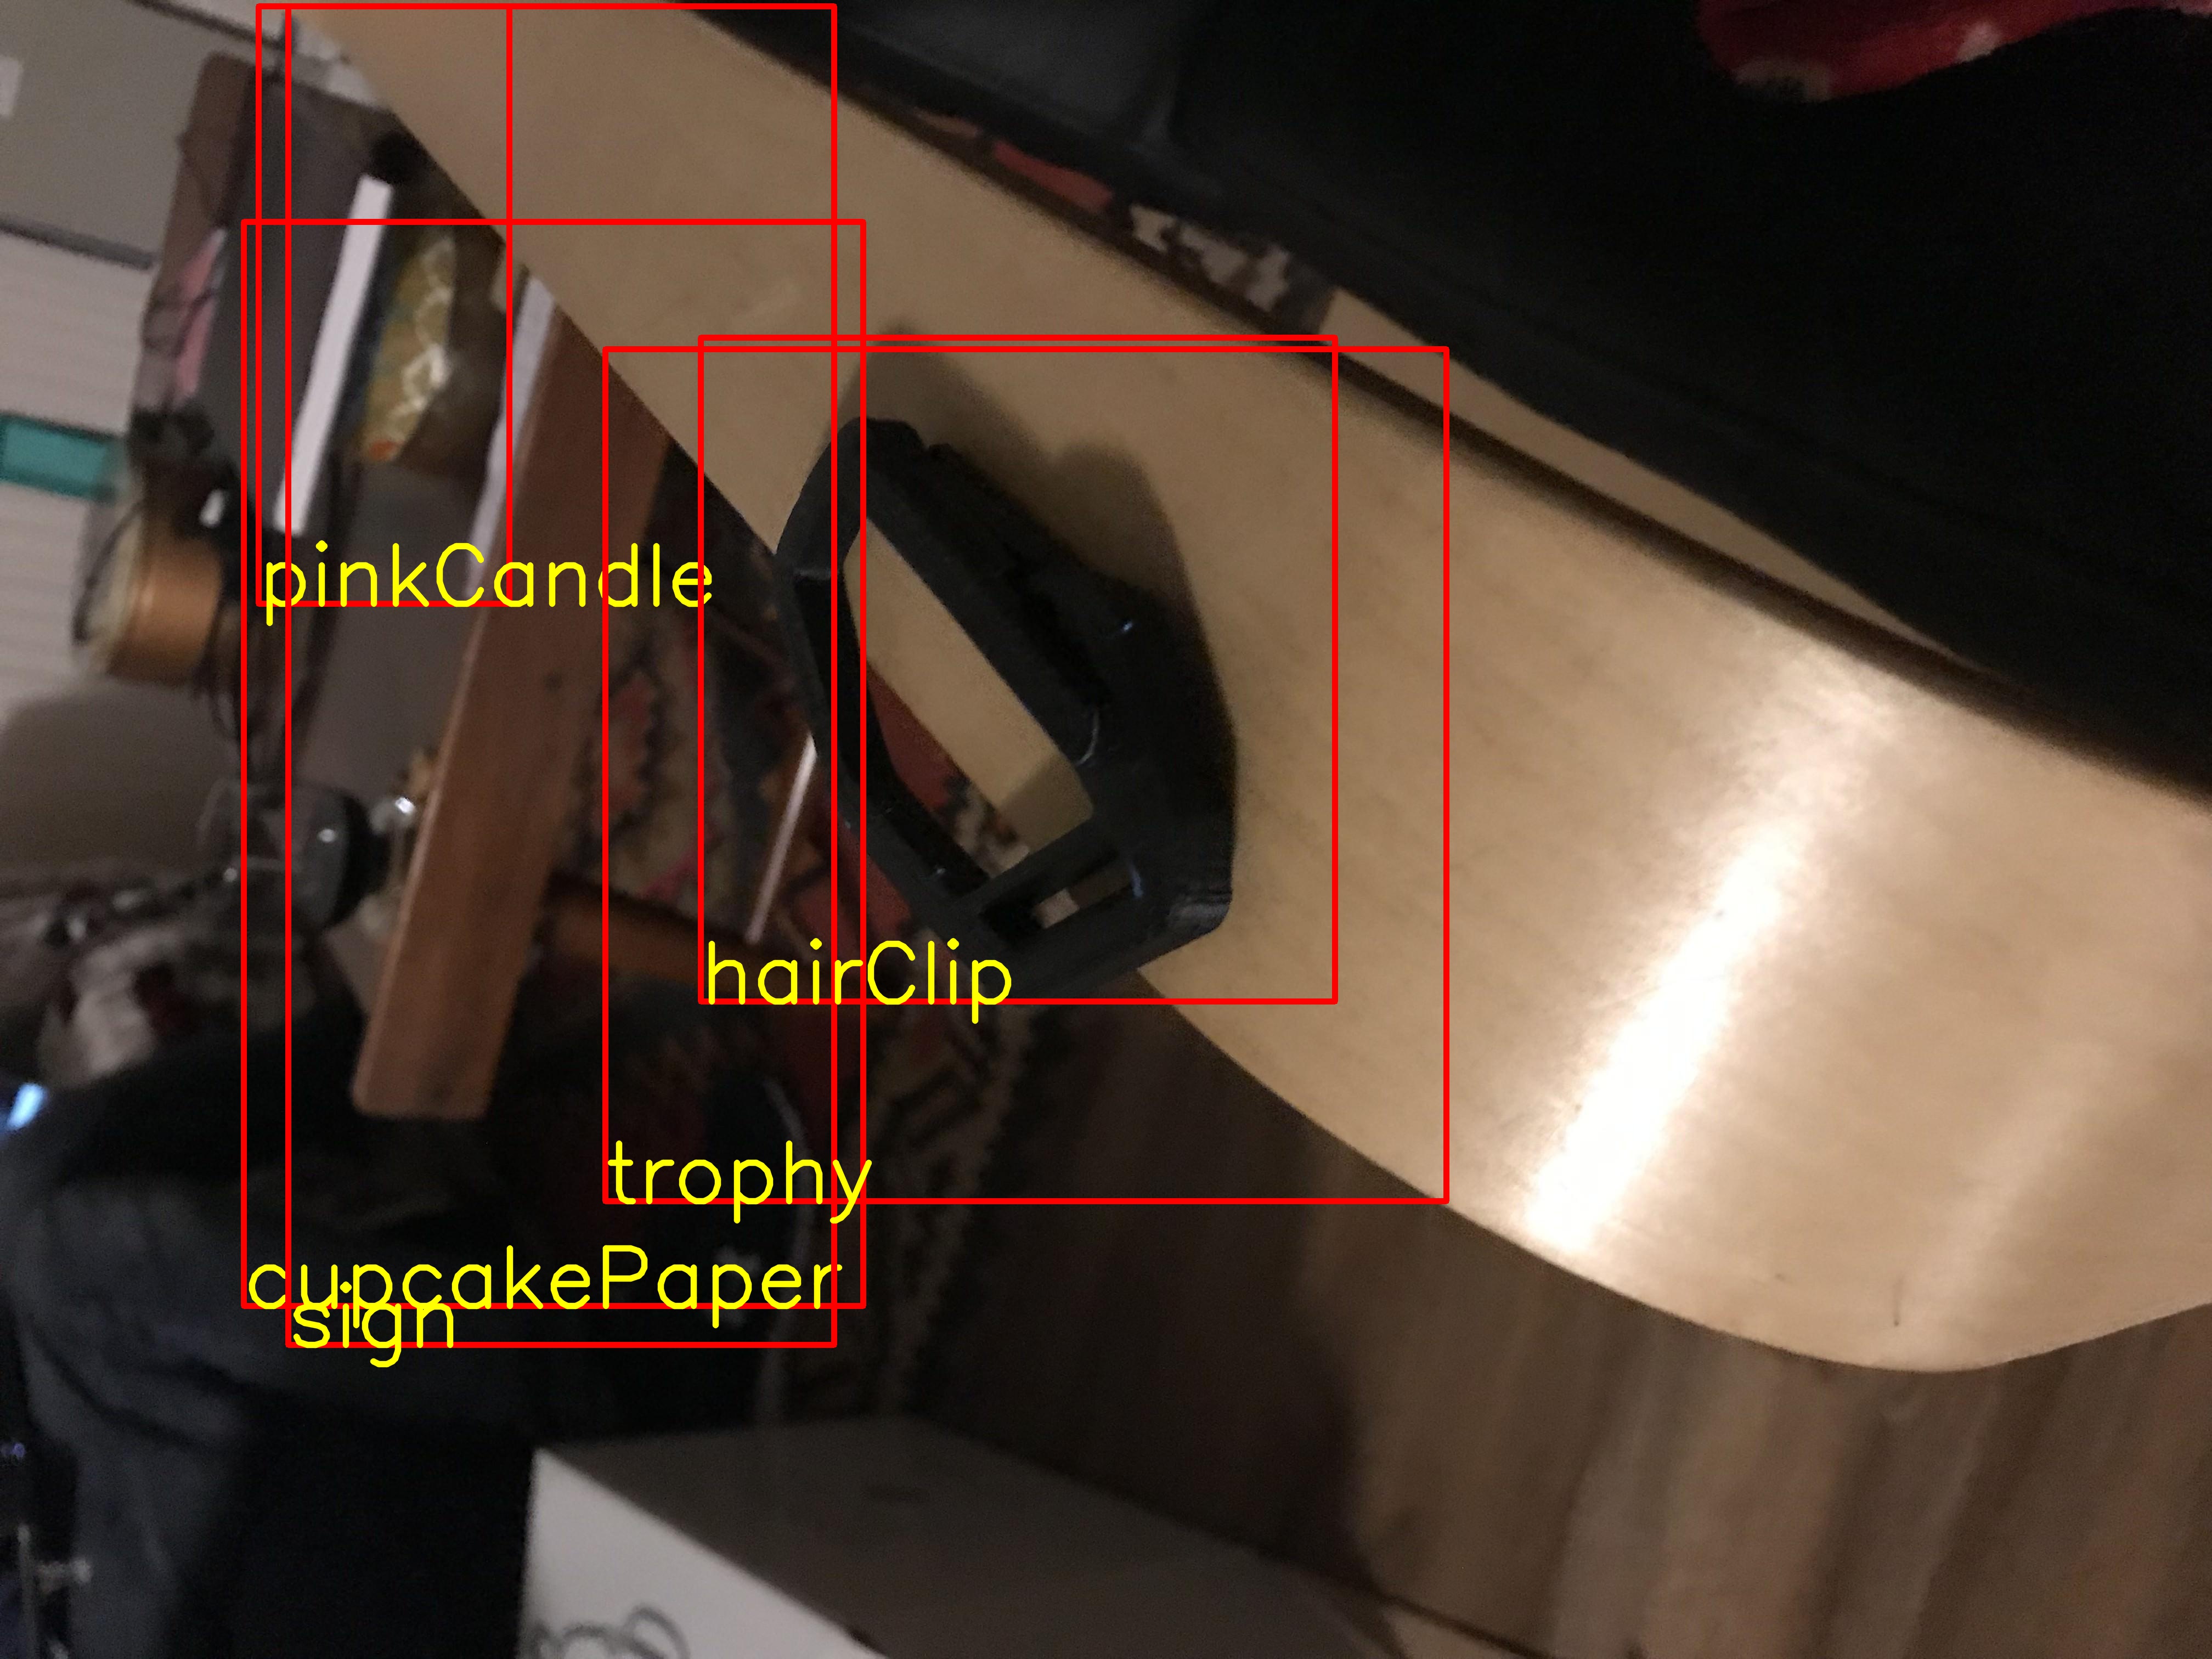 pinkCandle
hairClip
trophy
cupcakePaper
sign